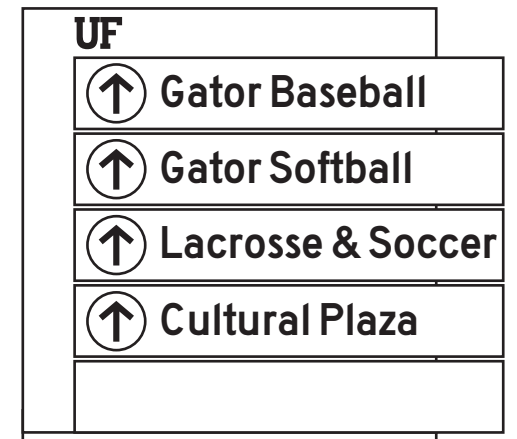 UF
Gator Baseball
Gator Softball
Lacrosse & Soccer
Cultural Plaza